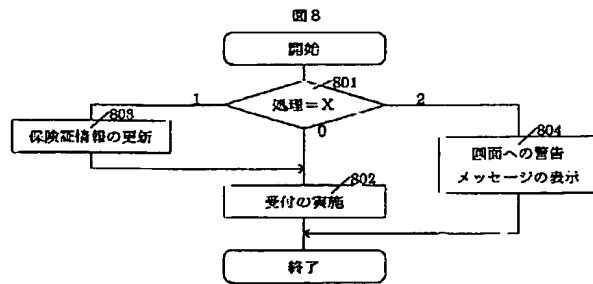 図8
開始
801
処理＝X
1
2
0
803
保険証情報の更新
804
画面への警告
メッセージの表示
802
受付の実施
終了